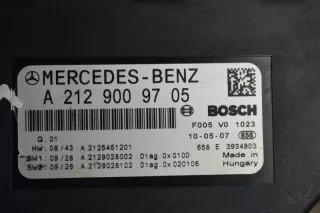 MERCEDES-BENZ
A 212 900 97 05
BOSCH
F005 V0 1023
Q.01
10-05-07 656
HW: 08/43 A 2125451201
658 E 3934803
SW1: 09/28 A 2129028002 Diag.0x010D
Made in
SW2: 09/28 A 2129028102 Diag.0x020106
Hungary